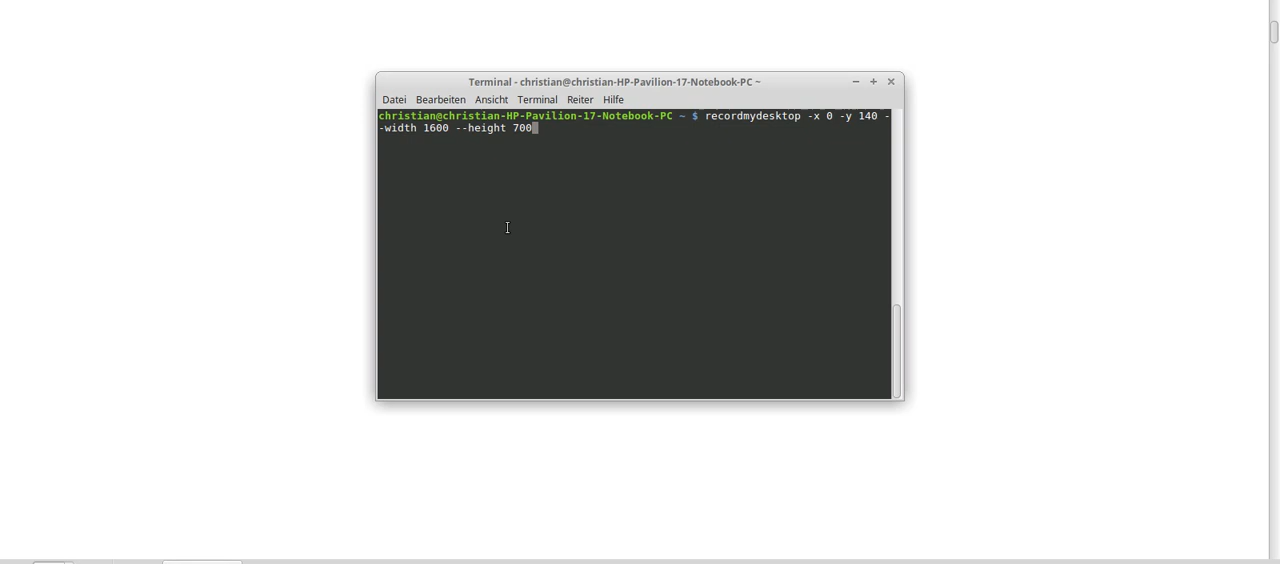 Terminal - christian@christian-HP-Pavilion-17-Notebook-PC ~
Datei Bearbeiten Ansicht Terminal Reiter Hilfe
christian@christian-HP-Pavilion-17-Notebook-PC ~ $ recordmydesktop -x 0 -y 140 -
-width 1600 --height 700